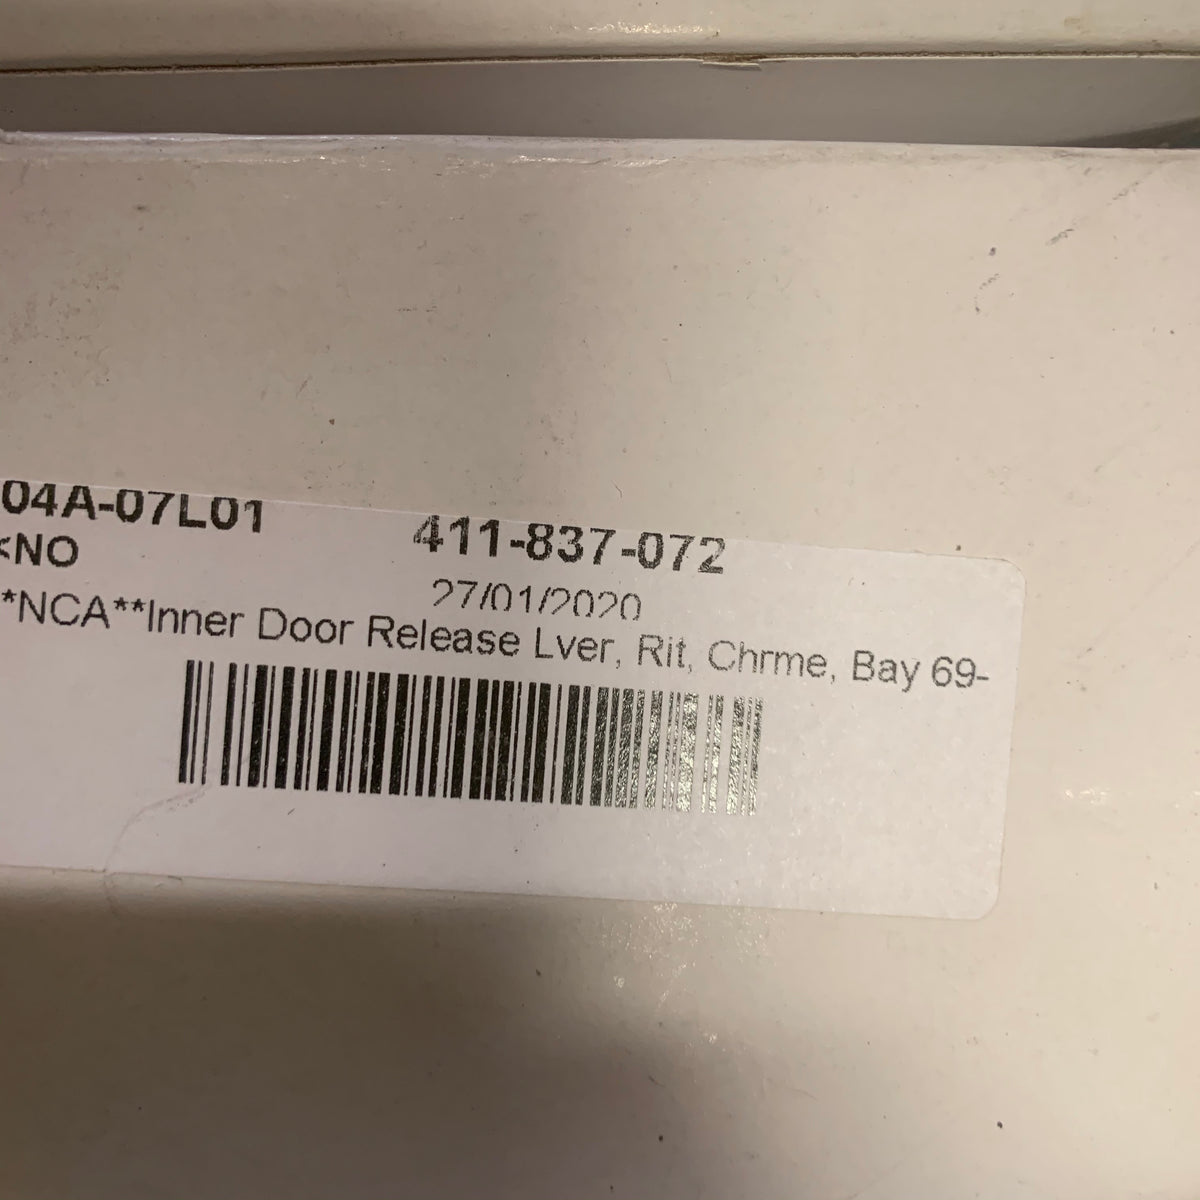 04A-07L01 411-837-072
<NO
27/01/2020
*NCA**Inner Door Release Lver, Rit, Chrme, Bay 69-